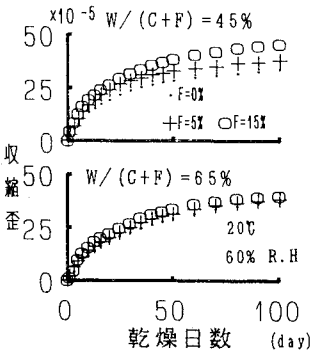 ×10 -5 W/(C+F)=45%
50
25
0
・F=0%
+F=5% ○F=15%
収縮歪
W/(C+F)=65%
50
25
0
20℃
60% R.H
0 50 100
乾燥日数 (day)